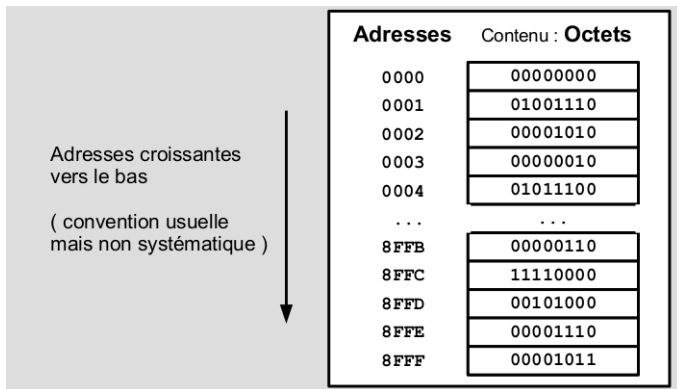 Adresses Contenu : Octets
0000 00000000
0001 01001110
0002 00001010
0003 00000010
0004 01011100
... ...
8FFB 00000110
8FFC 11110000
8FFD 00101000
8FFE 00001110
8FFF 00001011
Adresses croissantes
vers le bas
( convention usuelle
mais non systématique )